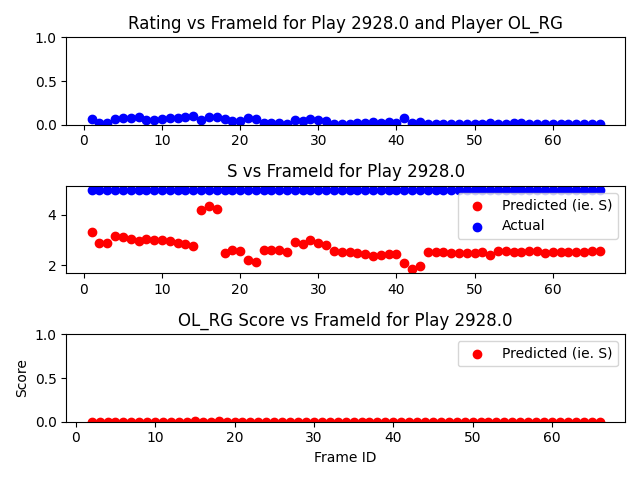 Rating vs FrameId for Play 2928.0 and Player OL_RG
1.0
0.5
0.0
0 10 20 30 40 50 60
S vs FrameId for Play 2928.0
4
2
Predicted (ie. S)
Actual
0 10 20 30 40 50 60
OL_RG Score vs FrameId for Play 2928.0
1.0
0.5
0.0
Score
Predicted (ie. S)
0 10 20 30 40 50 60
Frame ID